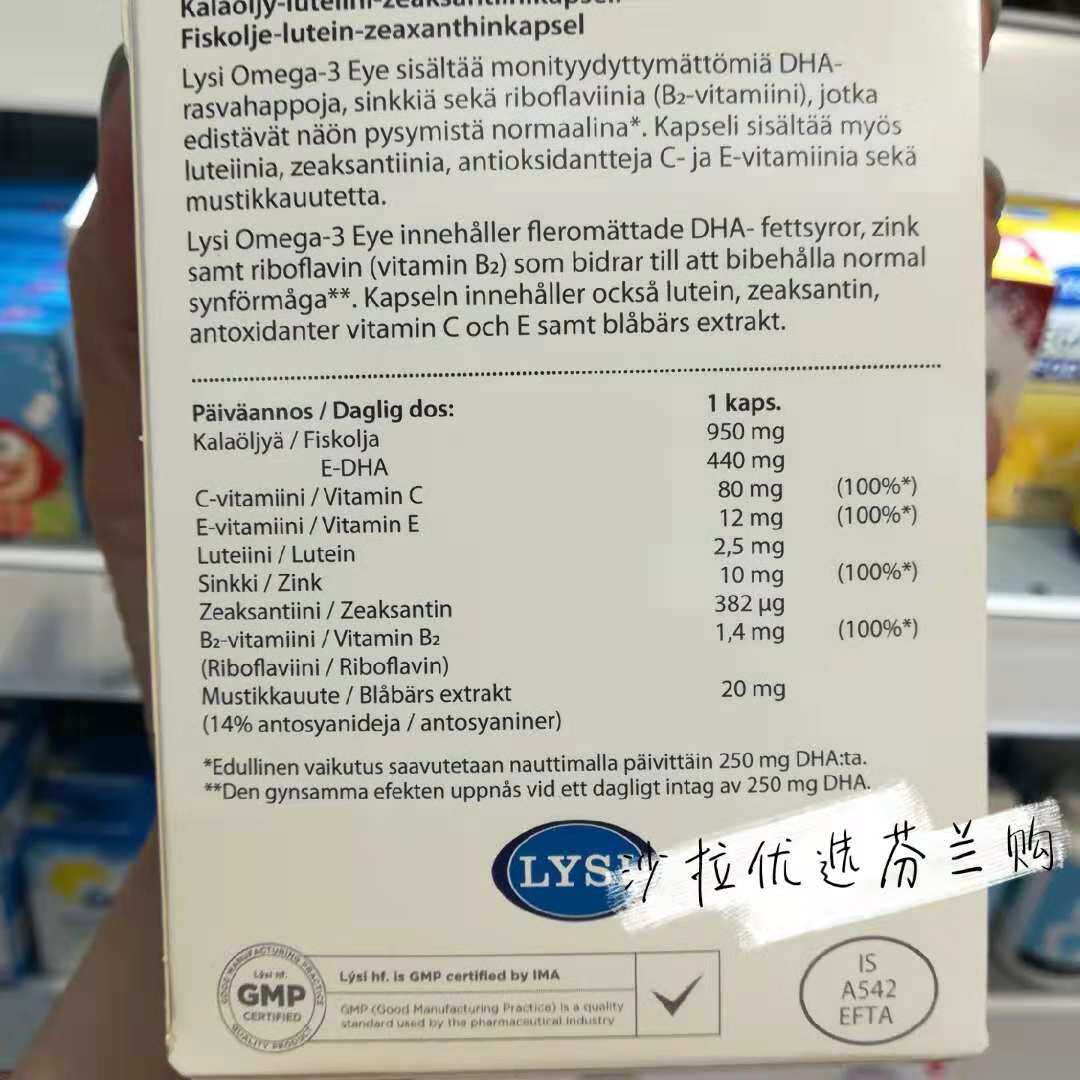 Fiskolje-lutein-zeaxanthinkapsel
Lysi Omega-3 Eye sisältää monityydyttymättömiä DHA-
rasvahappoja, sinkkiä sekä riboflaviinia (B2-vitamiini), jotka
edistävät näön pysymistä normaalina*. Kapseli sisältää myös
luteiinia, zeaksantiinia, antioksidantteja C- ja E-vitamiinia sekä
mustikkauutetta.
Lysi Omega-3 Eye innehåller fleromättade DHA- fettsyror, zink
samt riboflavin (vitamin B2) som bidrar till att bibehålla normal
synförmåga**. Kapseln innehåller också lutein, zeaksantin,
antoxidanter vitamin C och E samt blåbärs extrakt.
Päiväannos / Daglig dos: 1 kaps.
Kalaöljyä / Fiskolja 950 mg
E-DHA 440 mg
C-vitamiini / Vitamin C 80 mg (100%*)
E-vitamiini / Vitamin E 12 mg (100%*)
Luteiini / Lutein 2,5 mg
Sinkki / Zink 10 mg (100%*)
Zeaksantiini / Zeaksantin 382 µg
B2-vitamiini / Vitamin B2 1,4 mg (100%*)
(Riboflaviini / Riboflavin)
Mustikkauute / Blåbärs extrakt 20 mg
(14% antosyanideja / antosyaniner)
*Edullinen vaikutus saavutetaan nauttimalla päivittäin 250 mg DHA:ta.
**Den gynsamma efekten uppnås vid ett dagligt intag av 250 mg DHA.
LYSI
沙拉优选芬兰购
GOOD MANUFACTURING PRACTICE
Lýsi hf.
GMP
CERTIFIED
QUALITY PRODUCT
Lýsi hf. is GMP certified by IMA
GMP (Good Manufacturing Practice) is a quality
standard used by the pharmaceutical industry
IS
A542
EFTA